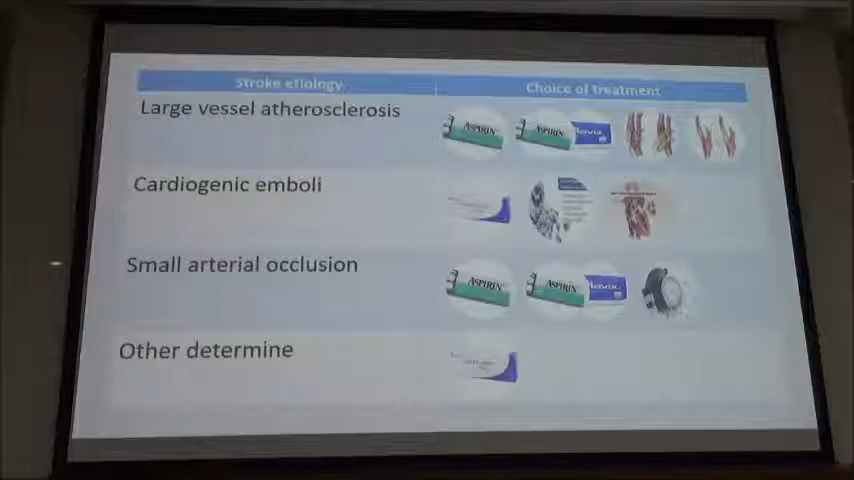 Stroke etiology
Choice of treatment
Large vessel atherosclerosis
ASPIRIN
ASPIRIN
Cardiogenic emboli
Small arterial occlusion
ASPIRIN
ASPIRIN
Other determine